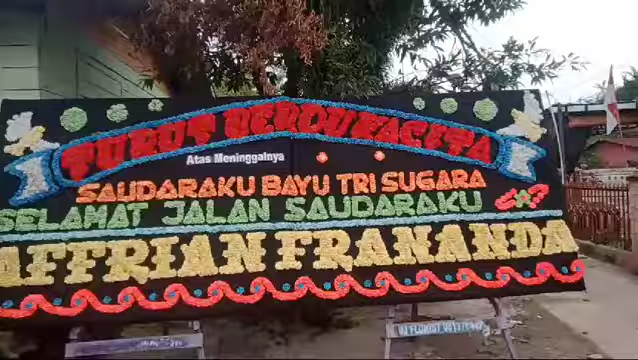 TURUT BERDUKACITA
Atas Meninggalnya
SAUDARAKU BAYU TRI SUGARA
SELAMAT JALAN SAUDARAKU
AFFRIAN FRANANDA